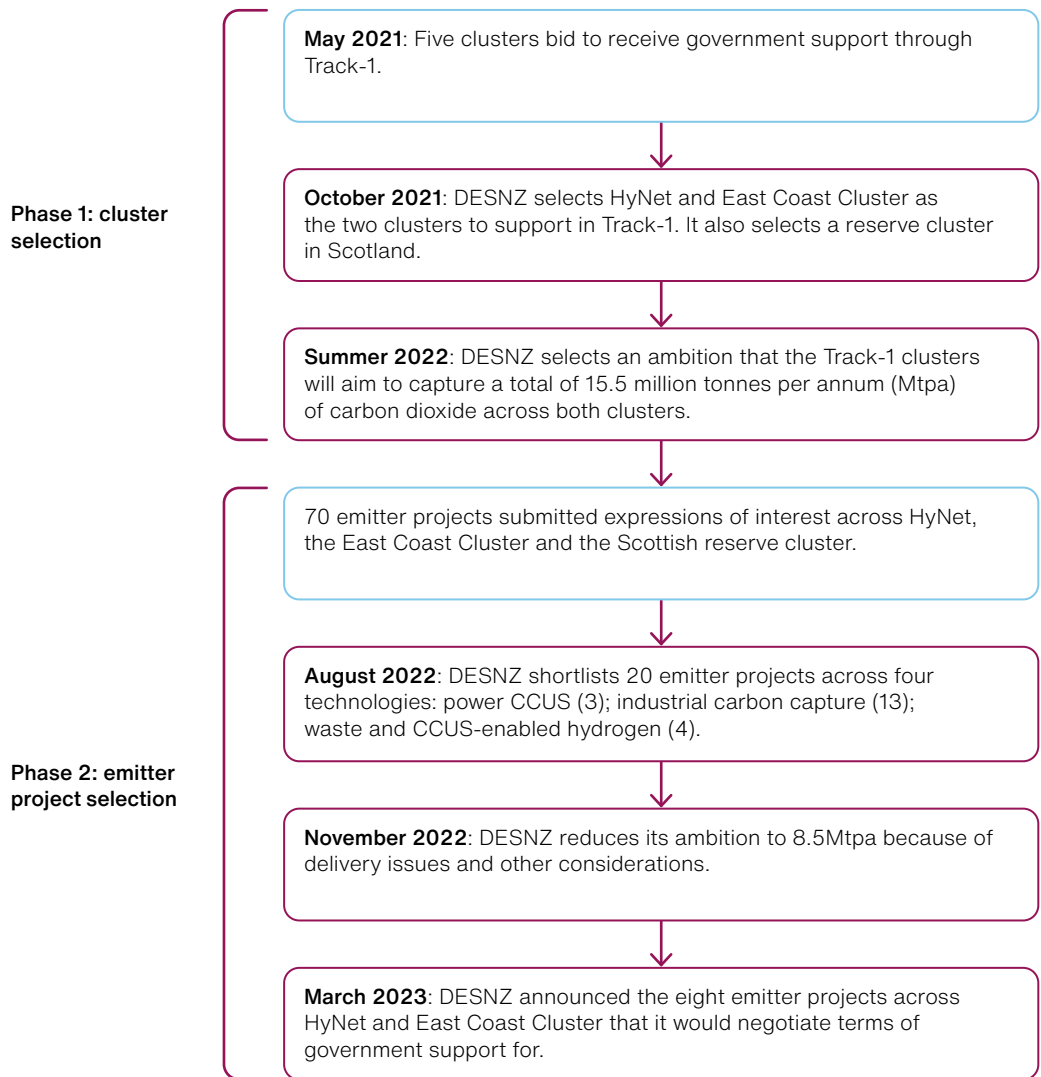 May 2021: Five clusters bid to receive government support through
Track-1.
Phase 1: cluster
selection
October 2021: DESNZ selects HyNet and East Coast Cluster as
the two clusters to support in Track-1. It also selects a reserve cluster
in Scotland.
Summer 2022: DESNZ selects an ambition that the Track-1 clusters
will aim to capture a total of 15.5 million tonnes per annum (Mtpa)
of carbon dioxide across both clusters.
70 emitter projects submitted expressions of interest across HyNet,
the East Coast Cluster and the Scottish reserve cluster.
August 2022: DESNZ shortlists 20 emitter projects across four
technologies: power CCUS (3); industrial carbon capture (13);
waste and CCUS-enabled hydrogen (4).
Phase 2: emitter
project selection
November 2022: DESNZ reduces its ambition to 8.5Mtpa because of
delivery issues and other considerations.
March 2023: DESNZ announced the eight emitter projects across
HyNet and East Coast Cluster that it would negotiate terms of
government support for.